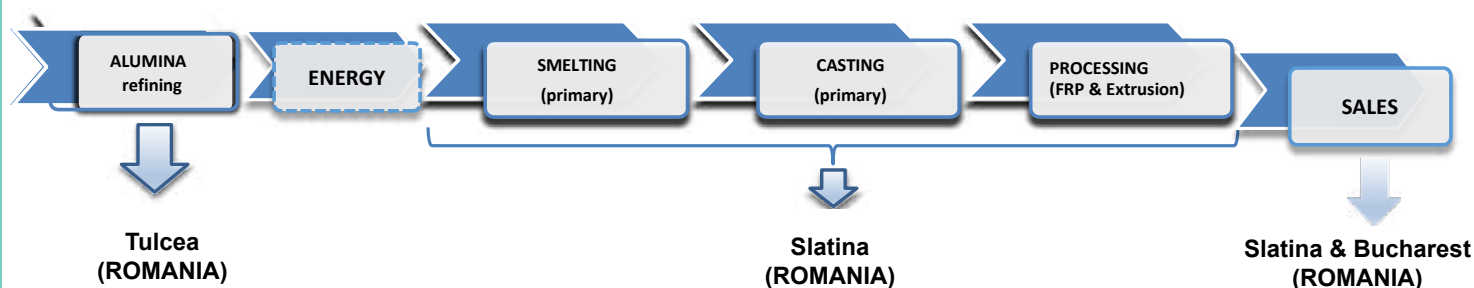 ALUMINA
refining
ENERGY
SMELTING
(primary)
CASTING
(primary)
PROCESSING
(FRP & Extrusion)
SALES
Tulcea
(ROMANIA)
Slatina
(ROMANIA)
Slatina & Bucharest
(ROMANIA)